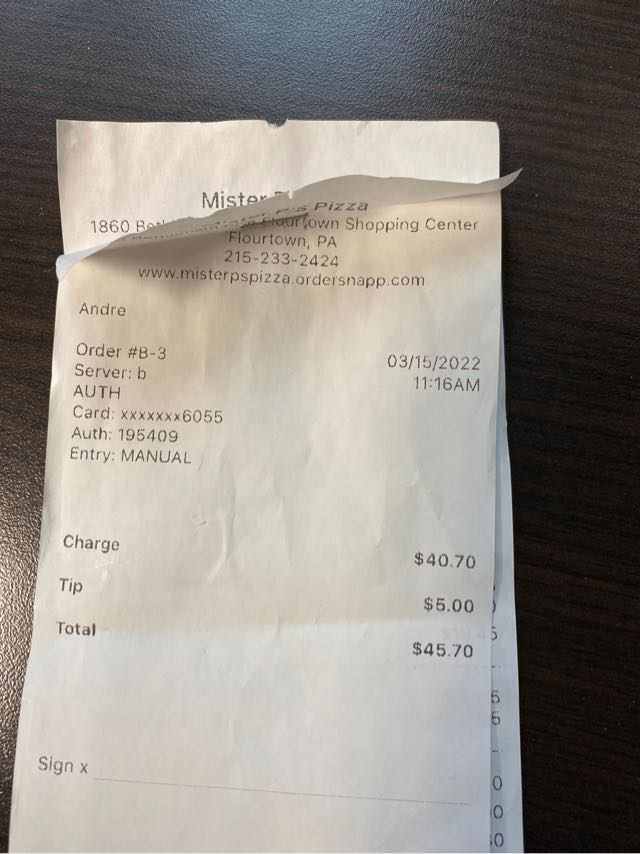 Mister P's Pizza
1860 Flourtown Shopping Center
Flourtown, PA
215-233-2424
www.misterpspizza.ordersnapp.com
Andre
Order #B-3
03/15/2022
Server: b
11:16AM
AUTH
Card: xxxxxxx6055
Auth: 195409
Entry: MANUAL
Charge
$40.70
Tip
$5.00
Total
$45.70
Sign x